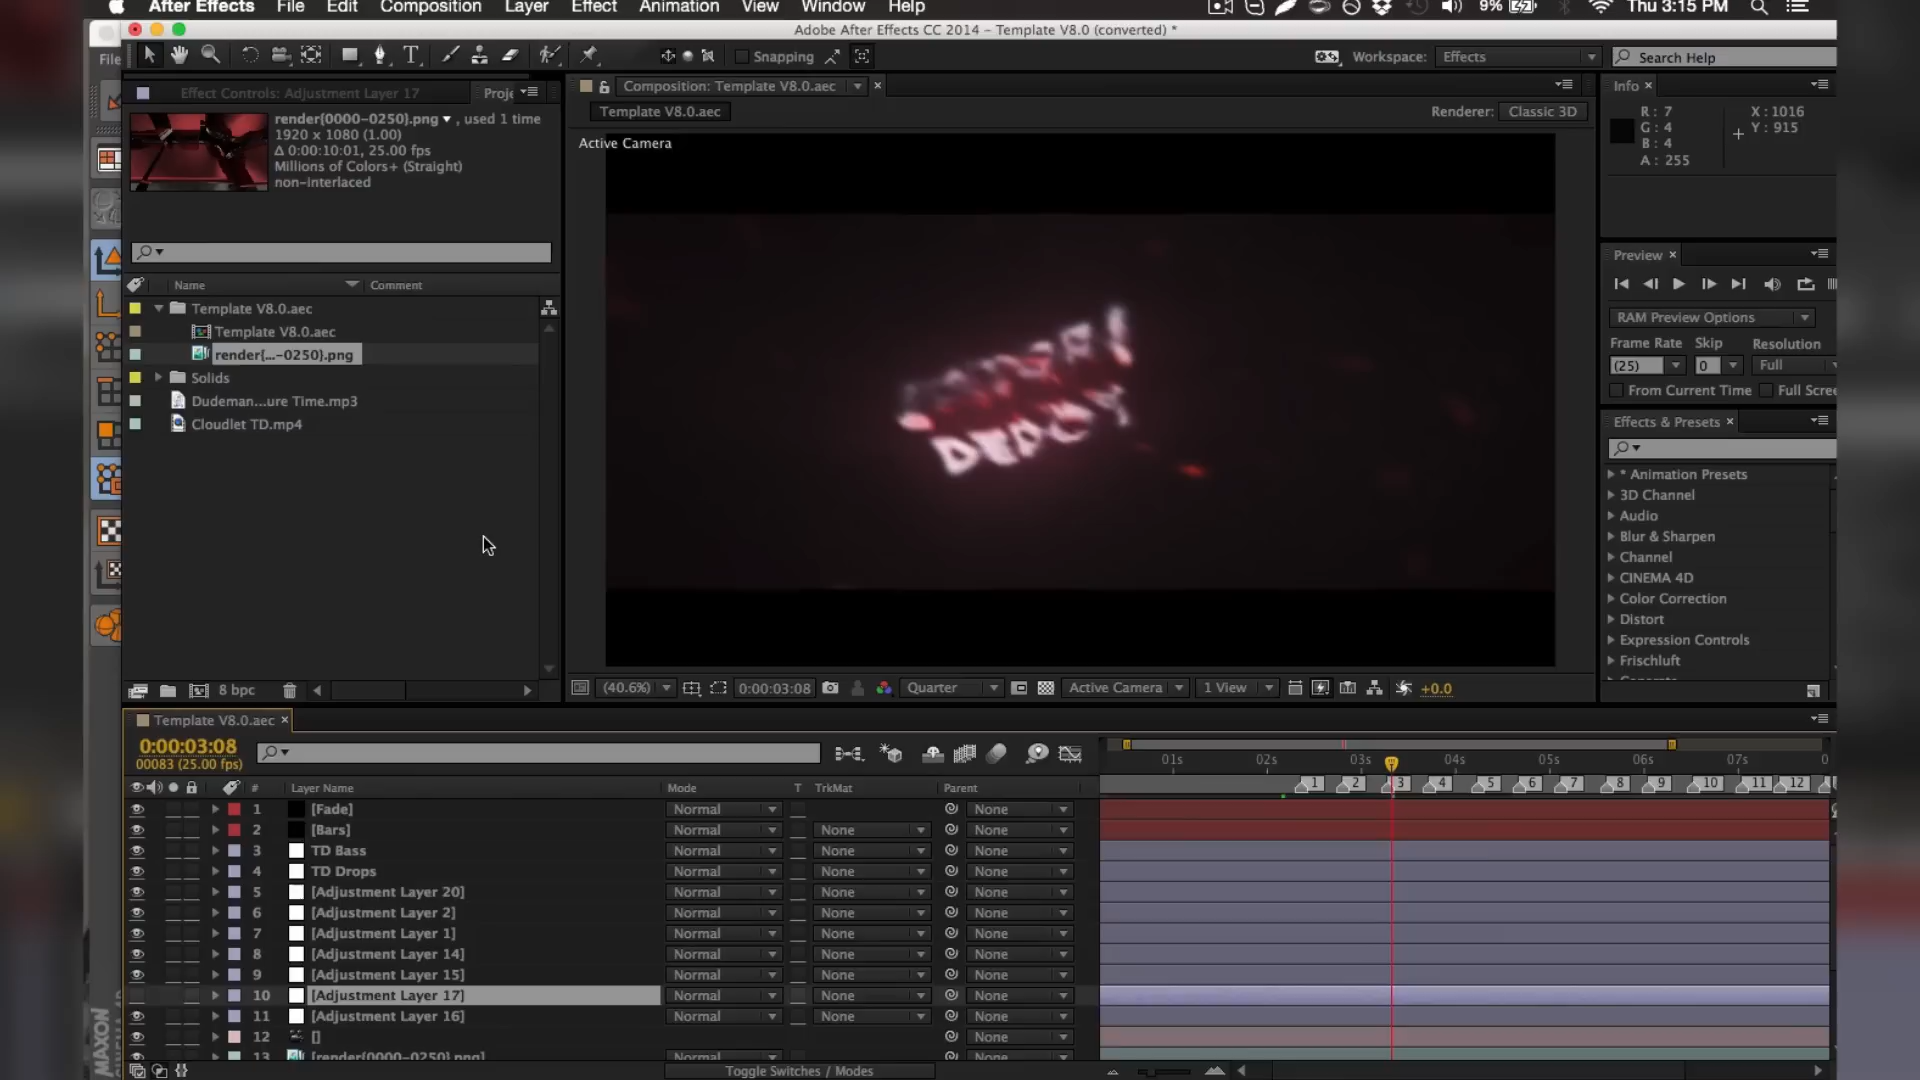 After Effects File Edit Composition Layer Effect Animation View Window Help 9% Thu 3:15 PM
Adobe After Effects CC 2014 – Template V8.0 (converted) *
File
Snapping Workspace: Effects Search Help
Effect Controls: Adjustment Layer 17 Proje
Composition: Template V8.0.aec
Info
Template V8.0.aec Renderer: Classic 3D
render{0000-0250}.png , used 1 time
1920 x 1080 (1.00)
Δ 0:00:10:01, 25.00 fps
Millions of Colors+ (Straight)
non-interlaced
Active Camera
R: 7 X: 1016
G: 4 Y: 915
B: 4
A: 255
Name Comment
Template V8.0.aec
Template V8.0.aec
render{...-0250}.png
Solids
Dudeman...ure Time.mp3
Cloudlet TD.mp4
Preview
RAM Preview Options
Frame Rate Skip Resolution
(25) 0 Full
From Current Time Full Scre
Effects & Presets
* Animation Presets
3D Channel
Audio
Blur & Sharpen
Channel
CINEMA 4D
Color Correction
Distort
Expression Controls
Frischluft
8 bpc
(40.6%) 0:00:03:08 Quarter Active Camera 1 View +0.0
Template V8.0.aec
0:00:03:08
00083 (25.00 fps)
01s 02s 03s 04s 05s 06s 07s 0
1 2 3 4 5 6 7 8 9 10 11 12
# Layer Name Mode T TrkMat Parent
1 [Fade] Normal None
2 [Bars] Normal None None
3 TD Bass Normal None None
4 TD Drops Normal None None
5 [Adjustment Layer 20] Normal None None
6 [Adjustment Layer 2] Normal None None
7 [Adjustment Layer 1] Normal None None
8 [Adjustment Layer 14] Normal None None
9 [Adjustment Layer 15] Normal None None
10 [Adjustment Layer 17] Normal None None
11 [Adjustment Layer 16] Normal None None
12 [] None
13 [render{0000-0250}.png] Normal None None
Toggle Switches / Modes
MAXON